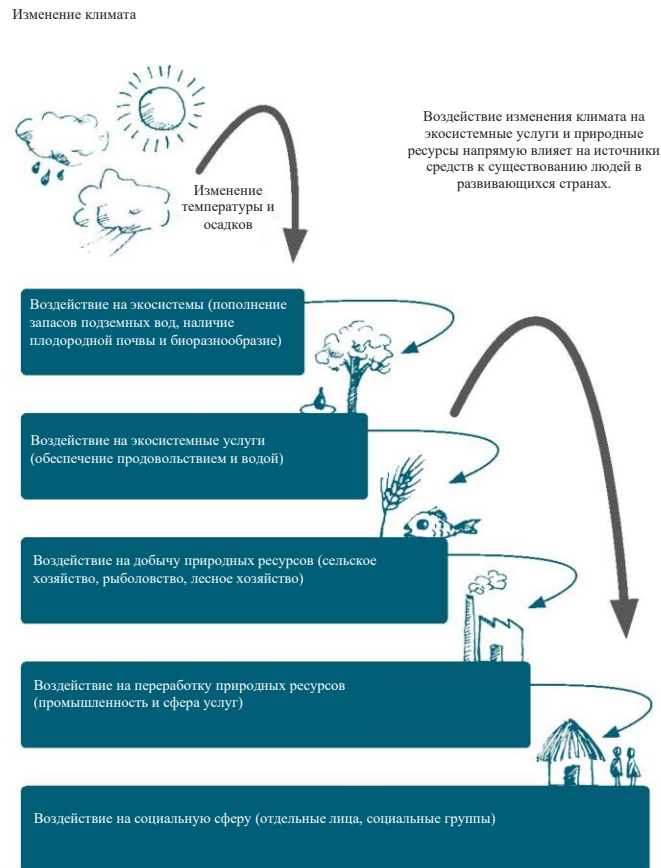 Изменение климата
Воздействие изменения климата на
экосистемные услуги и природные
ресурсы напрямую влияет на источники
средств к существованию людей в
развивающихся странах.
Изменение
температуры и
осадков
Воздействие на экосистемы (пополнение
запасов подземных вод, наличие
плодородной почвы и биоразнообразие)
Воздействие на экосистемные услуги
(обеспечение продовольствием и водой)
Воздействие на добычу природных ресурсов (сельское
хозяйство, рыболовство, лесное хозяйство)
Воздействие на переработку природных ресурсов
(промышленность и сфера услуг)
Воздействие на социальную сферу (отдельные лица, социальные группы)